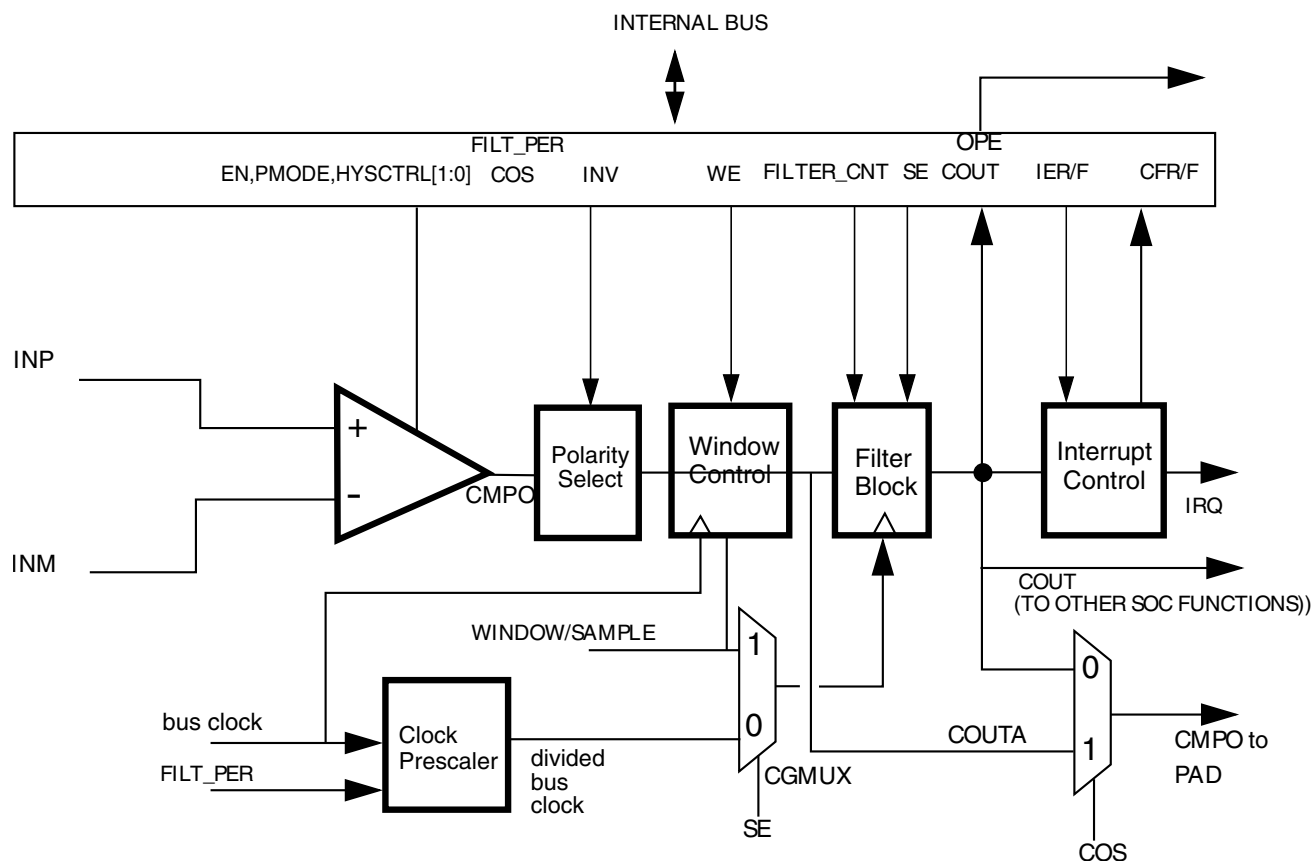 INTERNAL BUS
OPE
FILT_PER
EN,PMODE,HYSCTRL[1:0]
COS
INV
WE
FILTER_CNT
SE
COUT
IER/F
CFR/F
INP
INM
+
-
CMPO
Polarity
Select
Window
Control
Filter
Block
Interrupt
Control
IRQ
COUT
(TO OTHER SOC FUNCTIONS))
WINDOW/SAMPLE
1
0
bus clock
FILT_PER
Clock
Prescaler
divided
bus
clock
CGMUX
SE
COUTA
0
1
CMPO to
PAD
COS